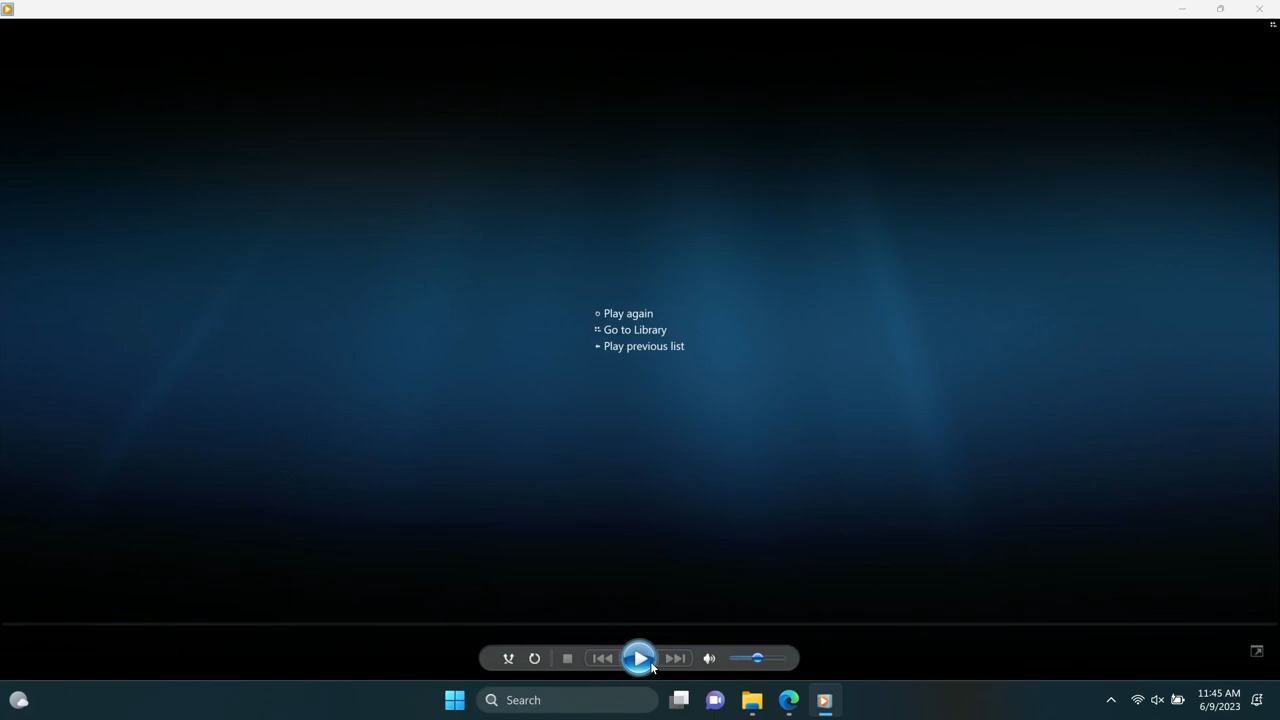 Play again
Go to Library
Play previous list
Search
11:45 AM
6/9/2023